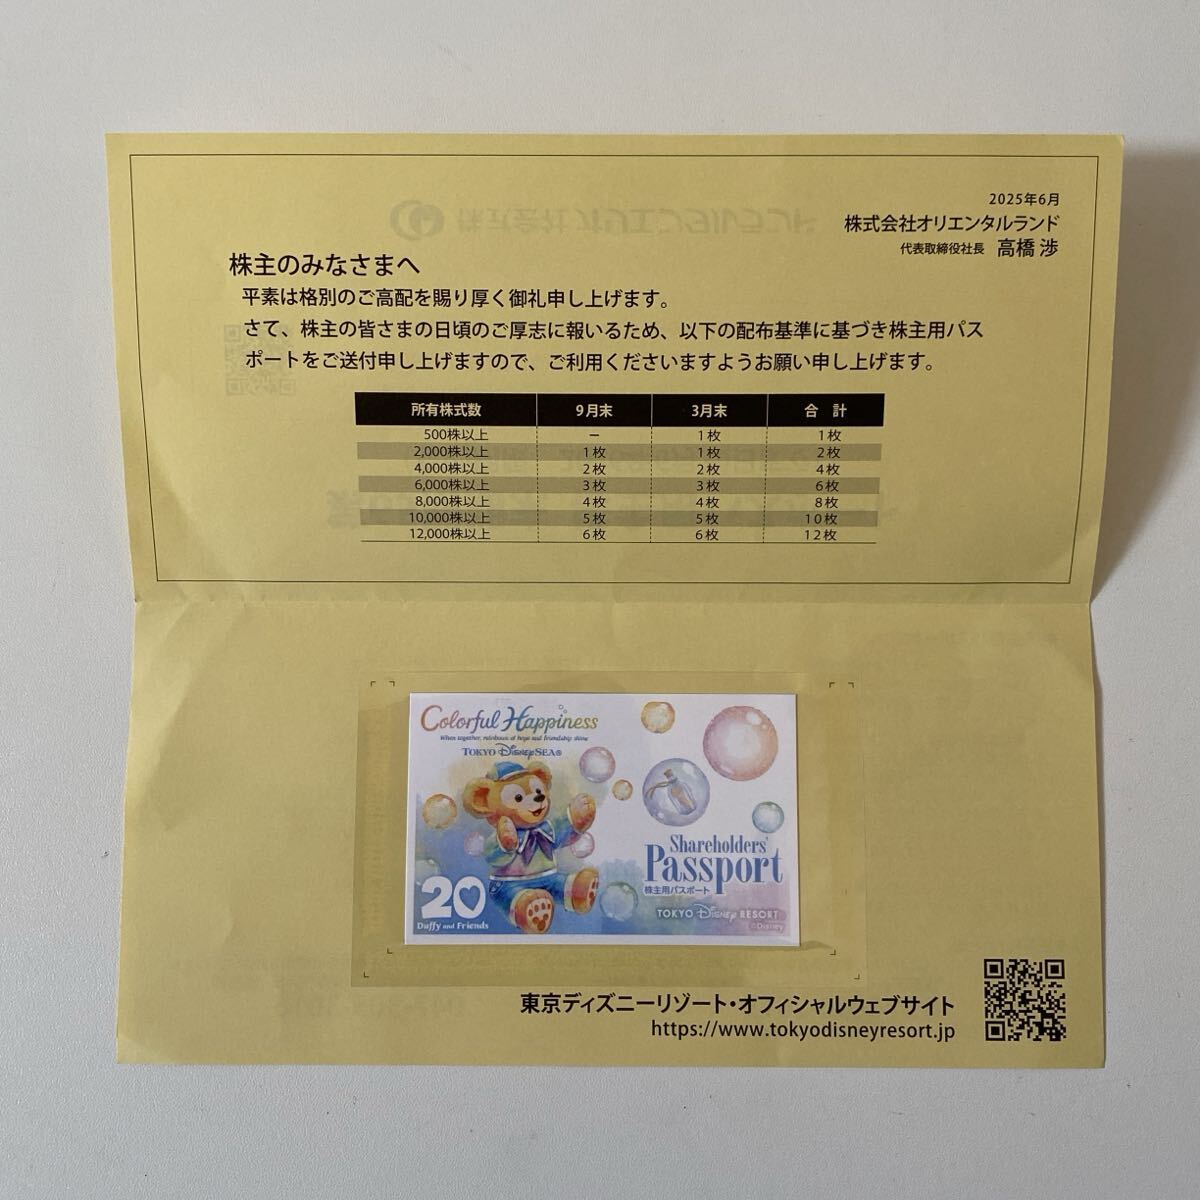 2025年6月
株式会社オリエンタルランド
代表取締役社長 高橋 渉
株主のみなさまへ
平素は格別のご高配を賜り厚く御礼申し上げます。
さて、株主の皆さまの日頃のご厚志に報いるため、以下の配布基準に基づき株主用パス
ポートをご送付申し上げますので、ご利用くださいますようお願い申し上げます。
所有株式数 9月末 3月末 合 計
500株以上 － 1枚 1枚
2,000株以上 1枚 1枚 2枚
4,000株以上 2枚 2枚 4枚
6,000株以上 3枚 3枚 6枚
8,000株以上 4枚 4枚 8枚
10,000株以上 5枚 5枚 10枚
12,000株以上 6枚 6枚 12枚
Colorful Happiness
When together, rainbows of hope and friendship shine
TOKYO DISNEYSEA®
20
Duffy and Friends
Shareholders'
Passport
株主用パスポート
TOKYO Disney RESORT
©Disney
東京ディズニーリゾート・オフィシャルウェブサイト
https://www.tokyodisneyresort.jp